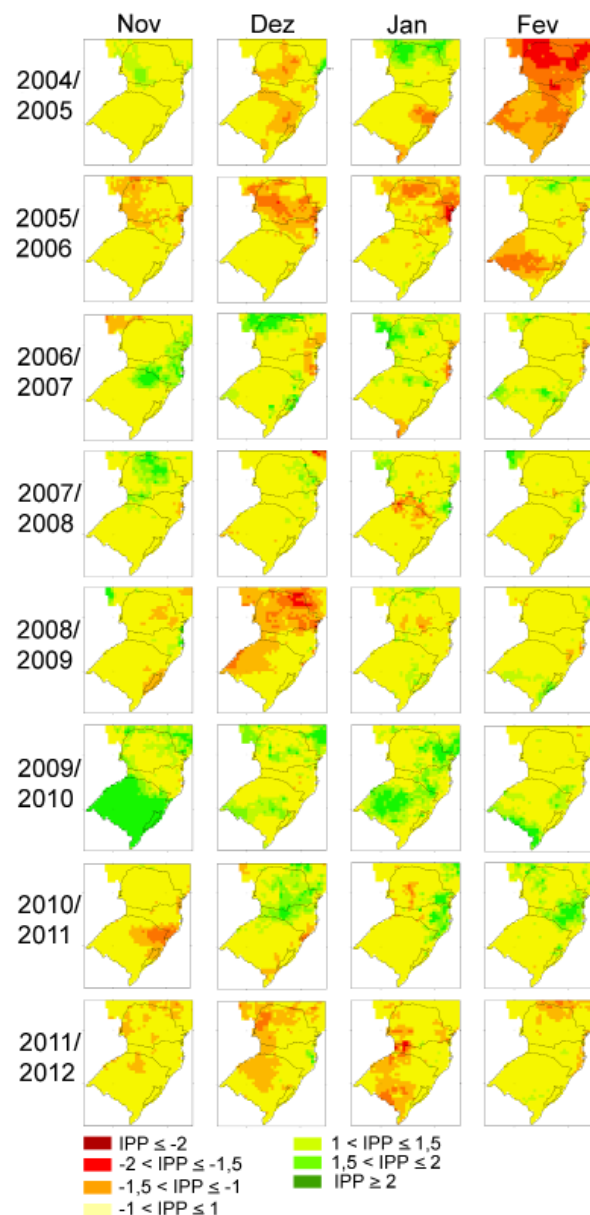 Nov Dez Jan Fev
2004/
2005
2005/
2006
2006/
2007
2007/
2008
2008/
2009
2009/
2010
2010/
2011
2011/
2012
IPP ≤ -2
-2 < IPP ≤ -1,5
-1,5 < IPP ≤ -1
-1 < IPP ≤ 1
1 < IPP ≤ 1,5
1,5 < IPP ≤ 2
IPP ≥ 2